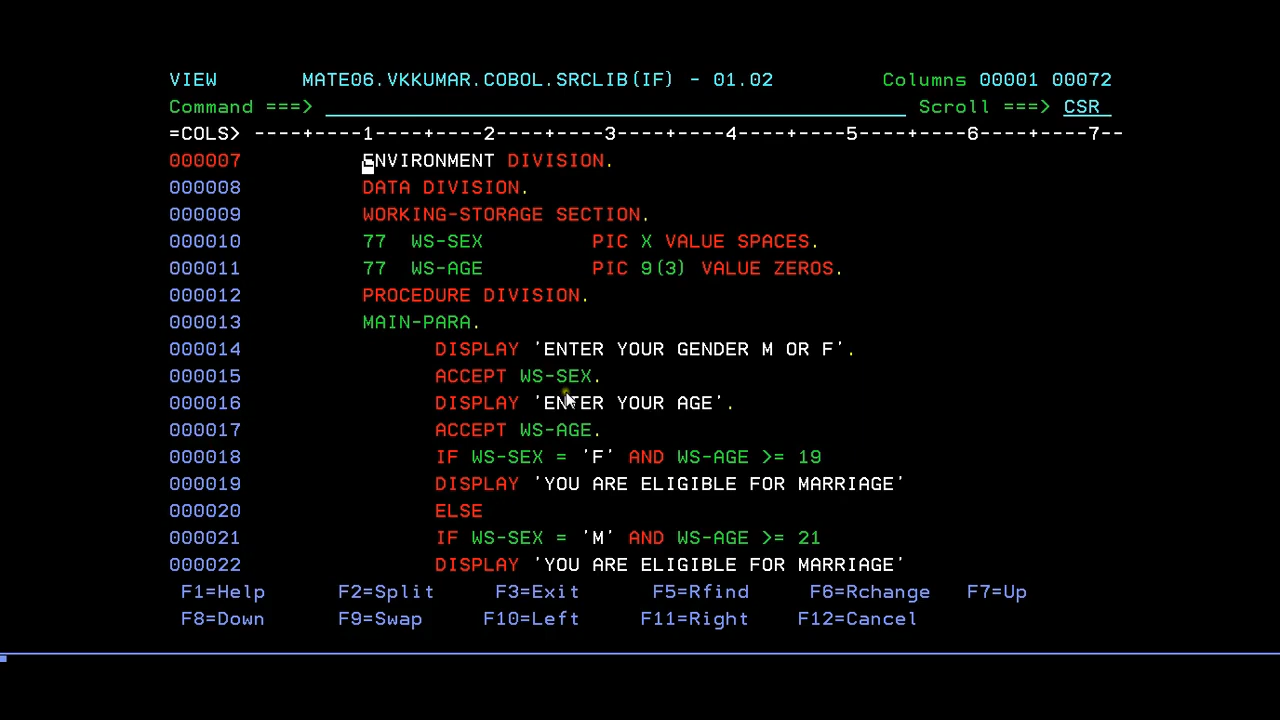 VIEW MATE06.VKKUMAR.COBOL.SRCLIB(IF) - 01.02 Columns 00001 00072
Command ===> Scroll ===> CSR
=COLS> ----+----1----+----2----+----3----+----4----+----5----+----6----+----7--
000007 ENVIRONMENT DIVISION.
000008 DATA DIVISION.
000009 WORKING-STORAGE SECTION.
000010 77 WS-SEX PIC X VALUE SPACES.
000011 77 WS-AGE PIC 9(3) VALUE ZEROS.
000012 PROCEDURE DIVISION.
000013 MAIN-PARA.
000014 DISPLAY 'ENTER YOUR GENDER M OR F'.
000015 ACCEPT WS-SEX.
000016 DISPLAY 'ENTER YOUR AGE'.
000017 ACCEPT WS-AGE.
000018 IF WS-SEX = 'F' AND WS-AGE >= 19
000019 DISPLAY 'YOU ARE ELIGIBLE FOR MARRIAGE'
000020 ELSE
000021 IF WS-SEX = 'M' AND WS-AGE >= 21
000022 DISPLAY 'YOU ARE ELIGIBLE FOR MARRIAGE'
F1=Help F2=Split F3=Exit F5=Rfind F6=Rchange F7=Up
F8=Down F9=Swap F10=Left F11=Right F12=Cancel